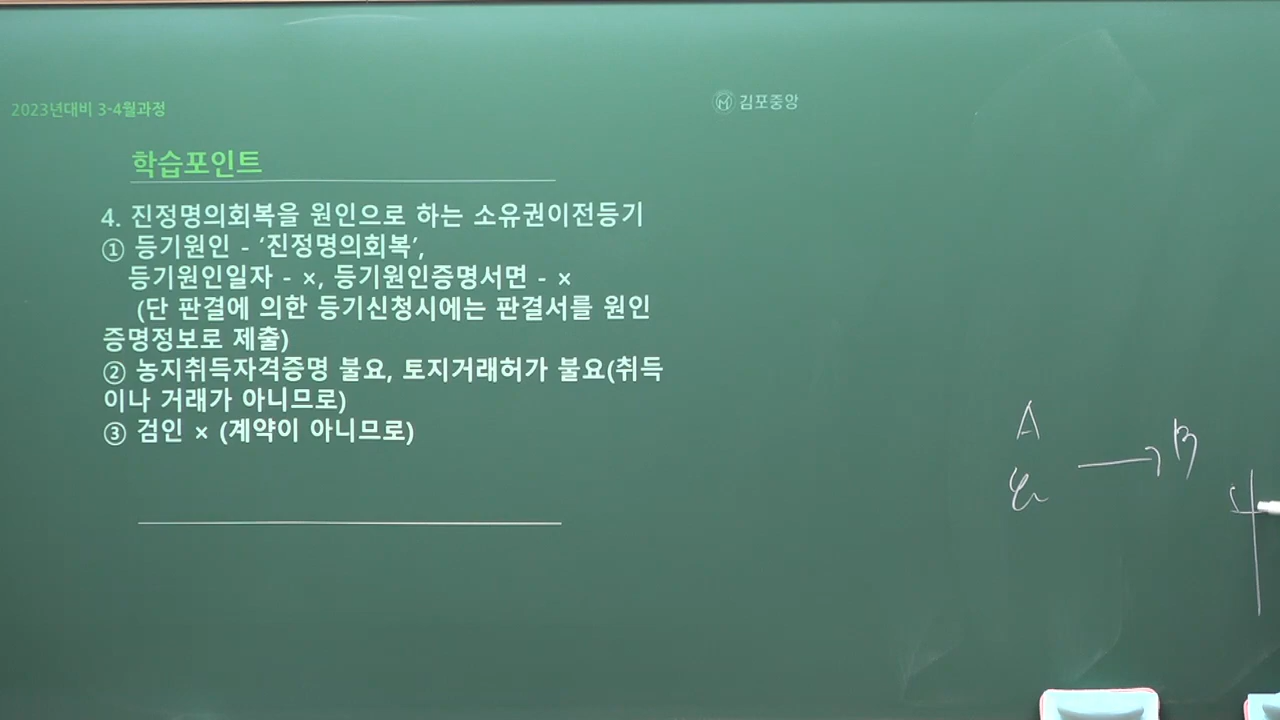 2023년대비 3-4월과정
김포중앙
학습포인트
4. 진정명의회복을 원인으로 하는 소유권이전등기
① 등기원인 - ‘진정명의회복’,
등기원인일자 - ×, 등기원인증명서면 - ×
(단 판결에 의한 등기신청시에는 판결서를 원인
증명정보로 제출)
② 농지취득자격증명 불요, 토지거래허가 불요(취득
이나 거래가 아니므로)
③ 검인 × (계약이 아니므로)
A
B